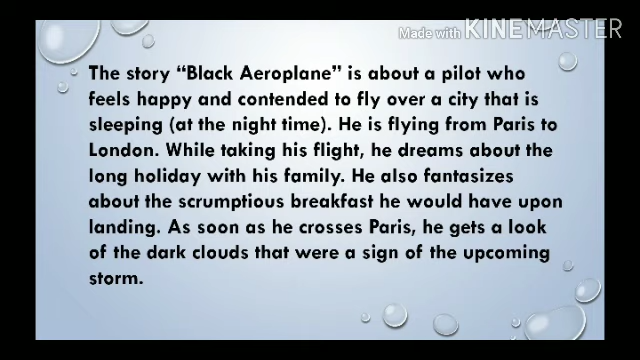 Made with KINEMASTER
The story “Black Aeroplane” is about a pilot who
feels happy and contended to fly over a city that is
sleeping (at the night time). He is flying from Paris to
London. While taking his flight, he dreams about the
long holiday with his family. He also fantasizes
about the scrumptious breakfast he would have upon
landing. As soon as he crosses Paris, he gets a look
of the dark clouds that were a sign of the upcoming
storm.